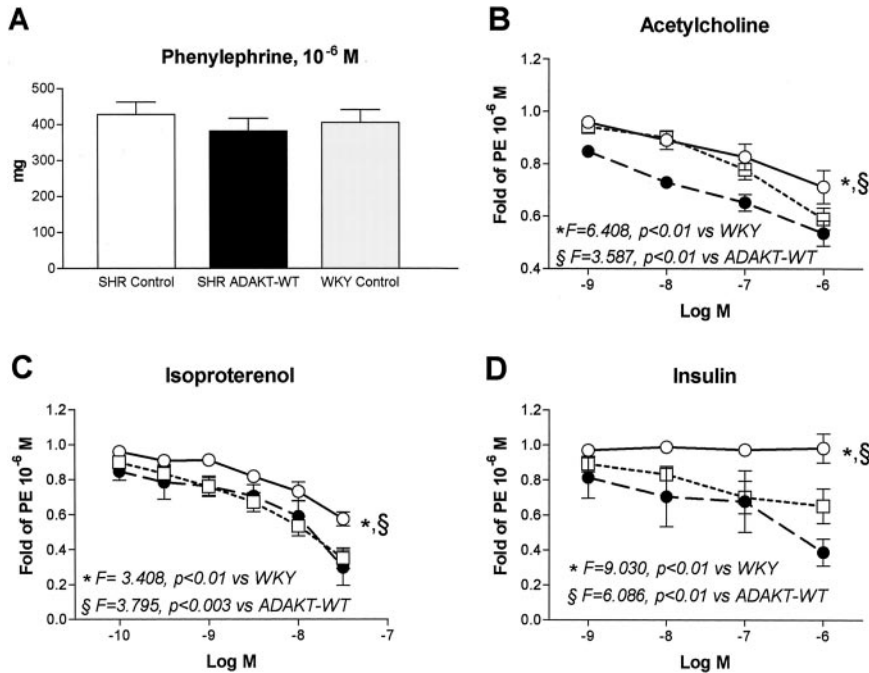 A
Phenylephrine, 10⁻⁶ M
500
400
300
200
100
0
mg
SHR Control
SHR ADAKT-WT
WKY Control
B
Acetylcholine
1.2
1.0
0.8
0.6
0.4
Fold of PE 10⁻⁶ M
*,§
*F=6.408, p<0.01 vs WKY
§ F=3.587, p<0.01 vs ADAKT-WT
-9 -8 -7 -6
Log M
C
Isoproterenol
1.2
1.0
0.8
0.6
0.4
0.2
0.0
Fold of PE 10⁻⁶ M
*,§
* F= 3.408, p<0.01 vs WKY
§ F=3.795, p<0.003 vs ADAKT-WT
-10 -9 -8 -7
Log M
D
Insulin
1.2
1.0
0.8
0.6
0.4
0.2
0.0
Fold of PE 10⁻⁶ M
*,§
* F=9.030, p<0.01 vs WKY
§ F=6.086, p<0.01 vs ADAKT-WT
-9 -8 -7 -6
Log M